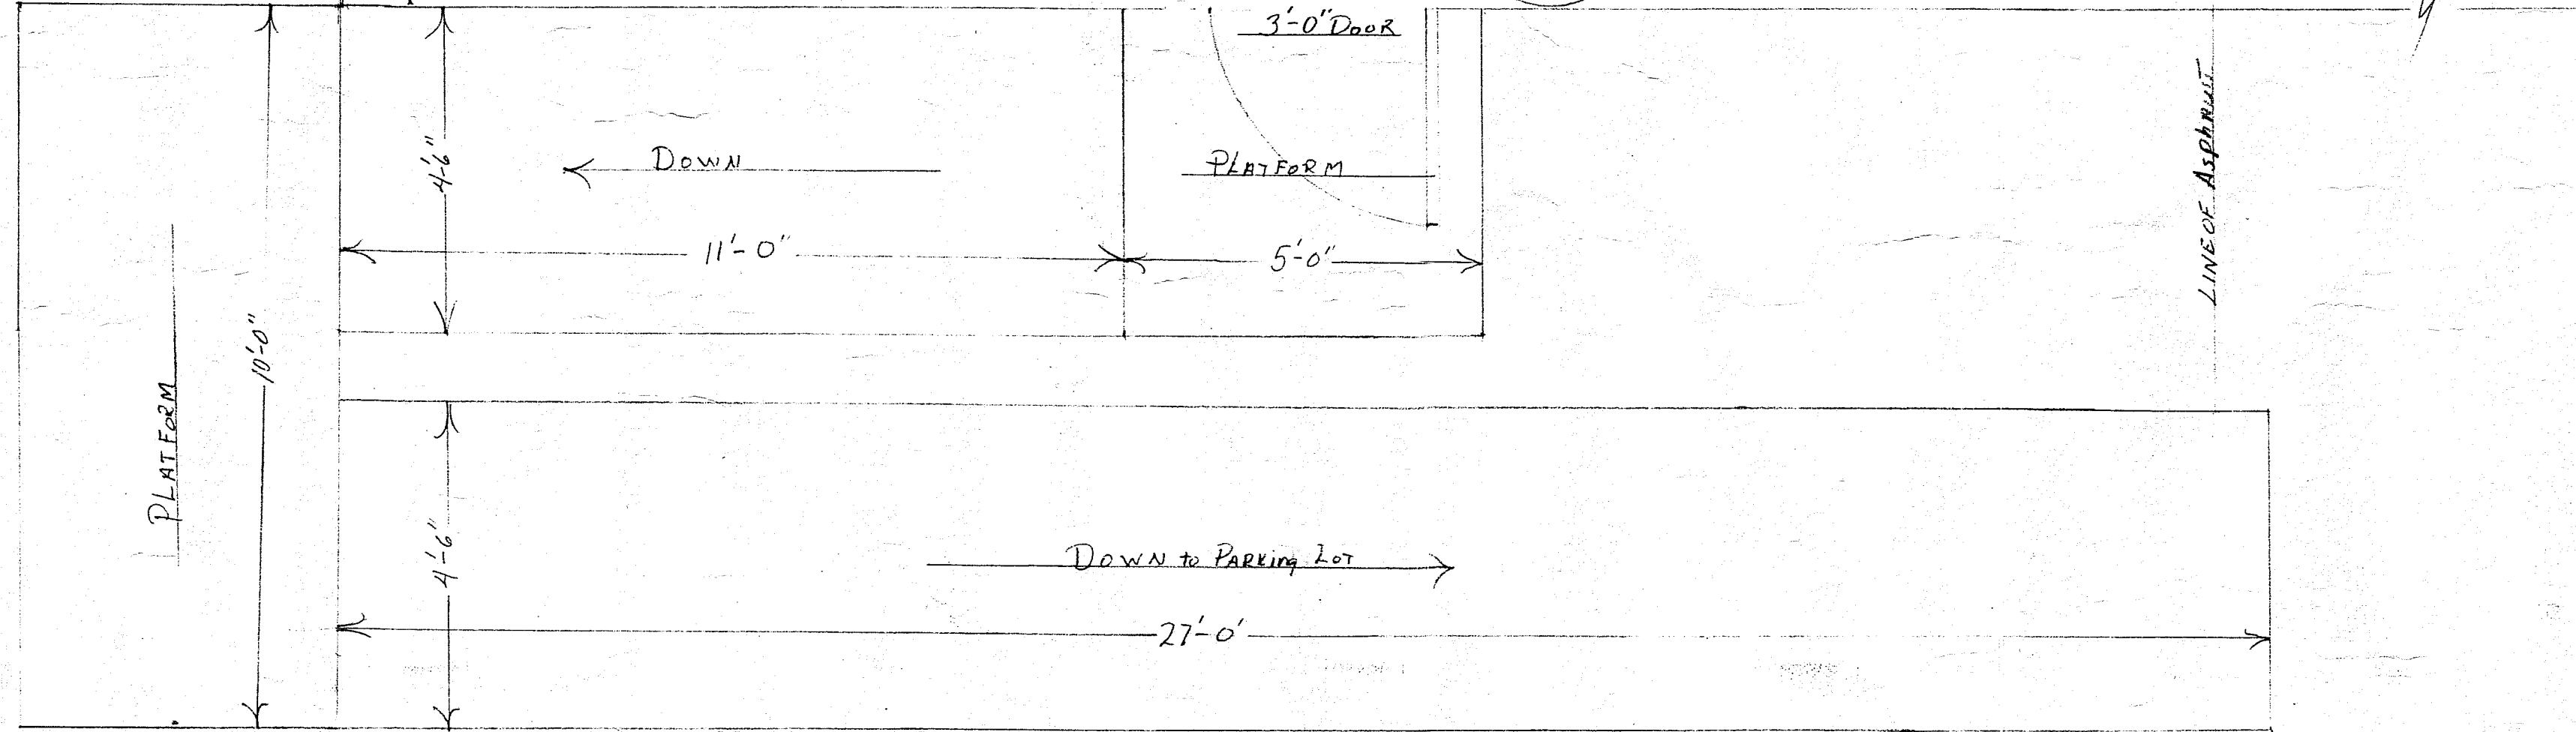 3'-0" DOOR
4'-6"
DOWN
PLATFORM
LINE OF ASPHALT
11'-0"
5'-0"
10'-0"
PLATFORM
4'-6"
DOWN to PARKing LOT
27'-0'